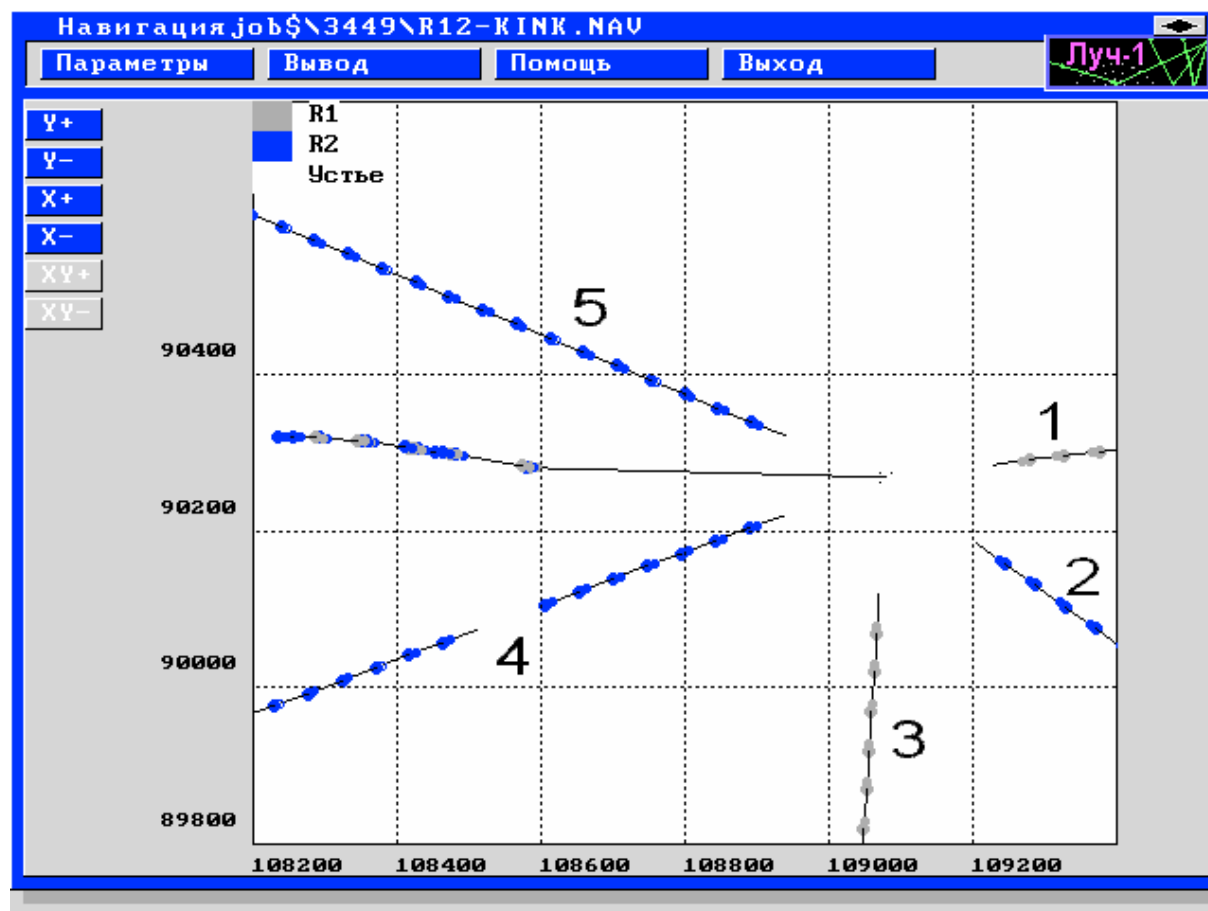 Навигация job$\3449\R12-KINK.NAV
Параметры Вывод Помощь Выход Луч-1
Y+
Y-
X+
X-
XY+
XY-
R1
R2
Устье
5
1
2
4
3
90400
90200
90000
89800
108200 108400 108600 108800 109000 109200